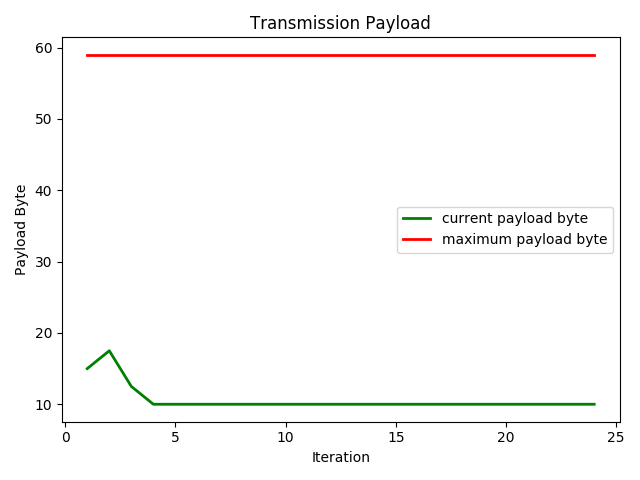 Transmission Payload
60
50
40
30
20
10
Payload Byte
current payload byte
maximum payload byte
0 5 10 15 20 25
Iteration